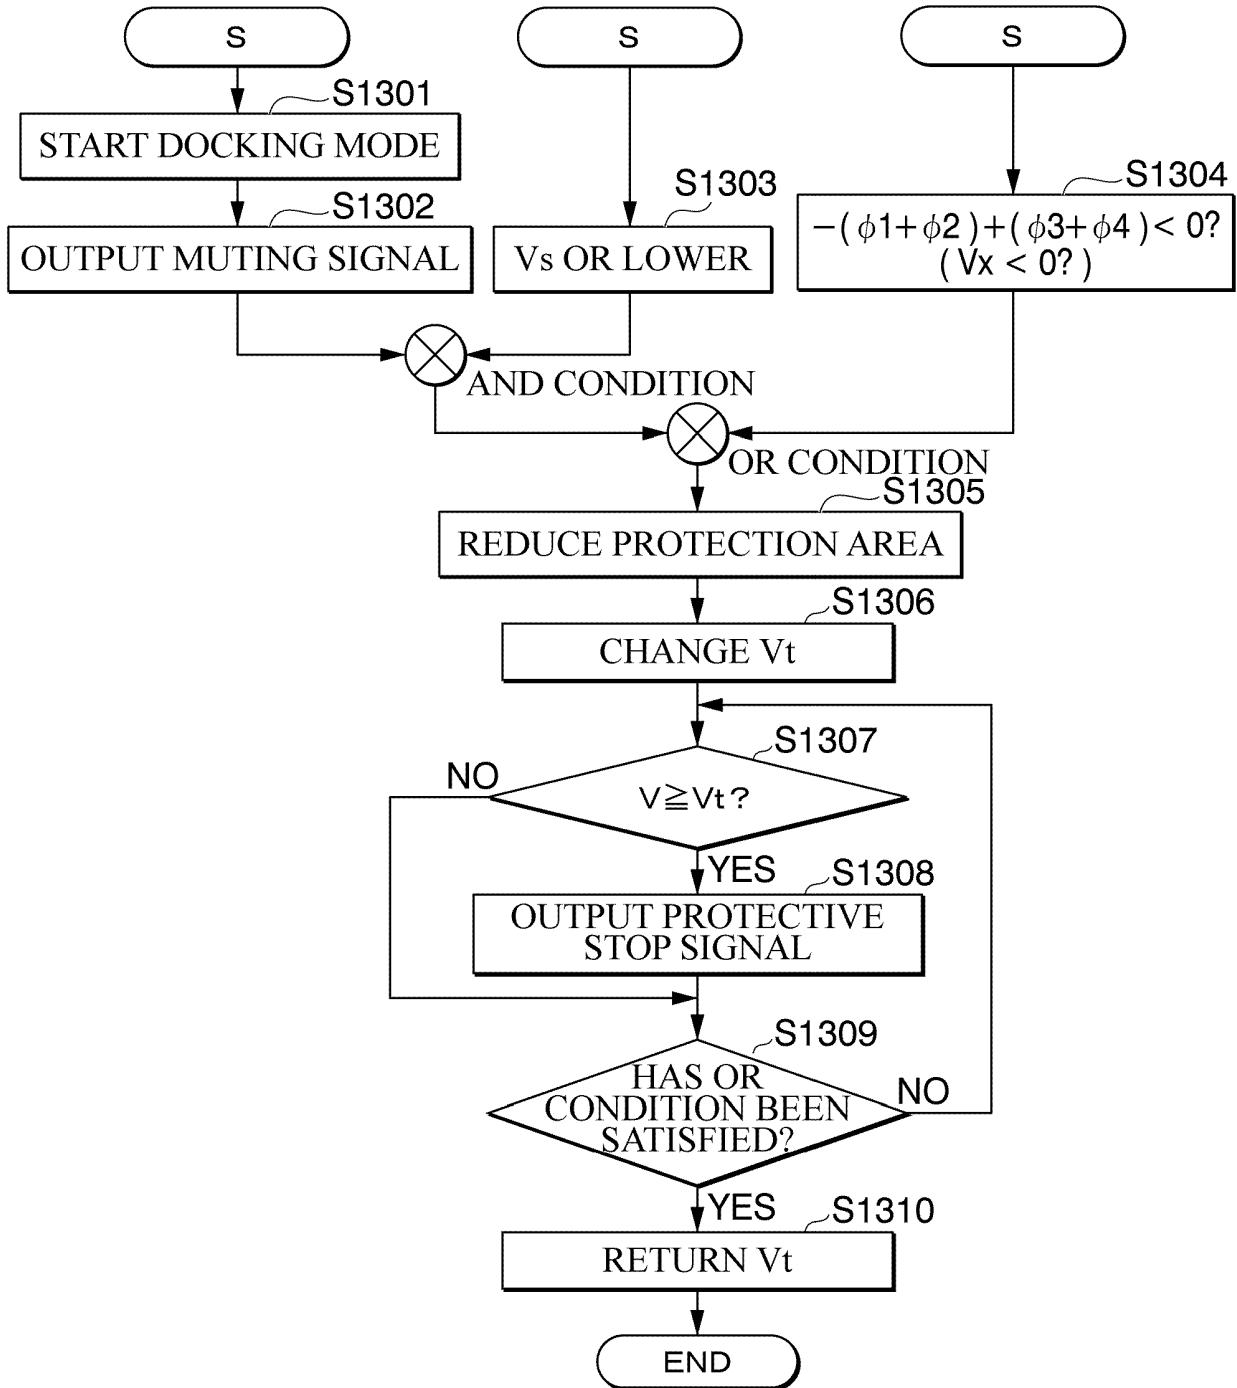 S
S
S
S1301
START DOCKING MODE
S1302
OUTPUT MUTING SIGNAL
S1303
Vs OR LOWER
S1304
−(ϕ1+ϕ2)+(ϕ3+ϕ4)<0?
(Vx < 0?)
AND CONDITION
OR CONDITION
S1305
REDUCE PROTECTION AREA
S1306
CHANGE Vt
S1307
NO
V≧Vt?
YES
S1308
OUTPUT PROTECTIVE
STOP SIGNAL
S1309
HAS OR
CONDITION BEEN
SATISFIED?
NO
YES
S1310
RETURN Vt
END